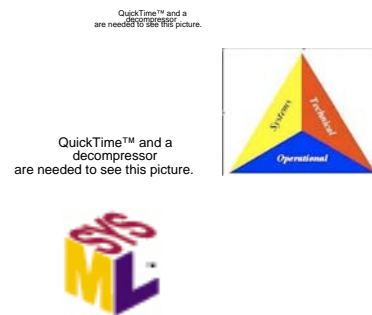 QuickTime™ and a
decompressor
are needed to see this picture.
Systems
Technical
QuickTime™ and a
decompressor
are needed to see this picture.
Operational
SYS
ML
™